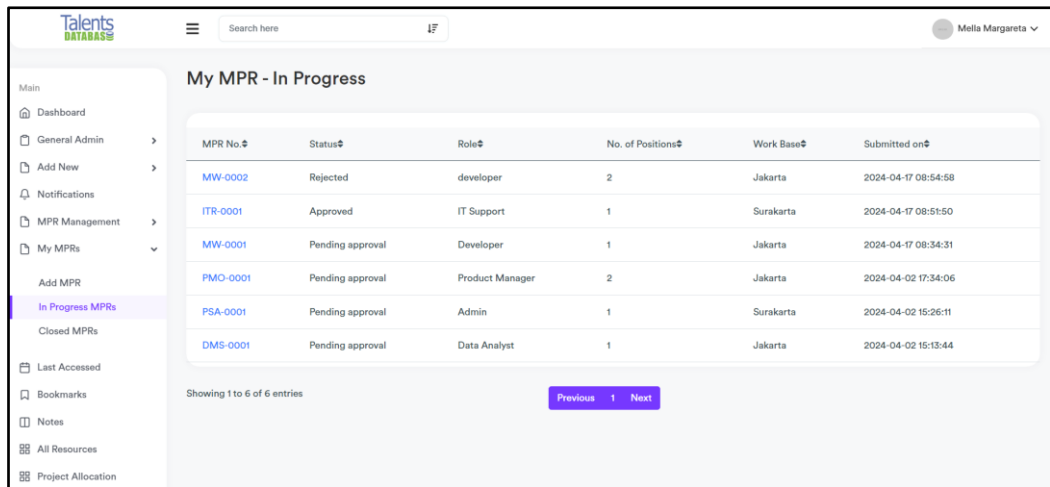 Talents
DATABASE
Search here
Mella Margareta
My MPR - In Progress
Main
Dashboard
General Admin
Add New
Notifications
MPR Management
My MPRs
Add MPR
In Progress MPRs
Closed MPRs
Last Accessed
Bookmarks
Notes
All Resources
Project Allocation
MPR No. Status Role No. of Positions Work Base Submitted on
MW-0002 Rejected developer 2 Jakarta 2024-04-17 08:54:58
ITR-0001 Approved IT Support 1 Surakarta 2024-04-17 08:51:50
MW-0001 Pending approval Developer 1 Jakarta 2024-04-17 08:34:31
PMO-0001 Pending approval Product Manager 2 Jakarta 2024-04-02 17:34:06
PSA-0001 Pending approval Admin 1 Surakarta 2024-04-02 15:26:11
DMS-0001 Pending approval Data Analyst 1 Jakarta 2024-04-02 15:13:44
Showing 1 to 6 of 6 entries
Previous 1 Next